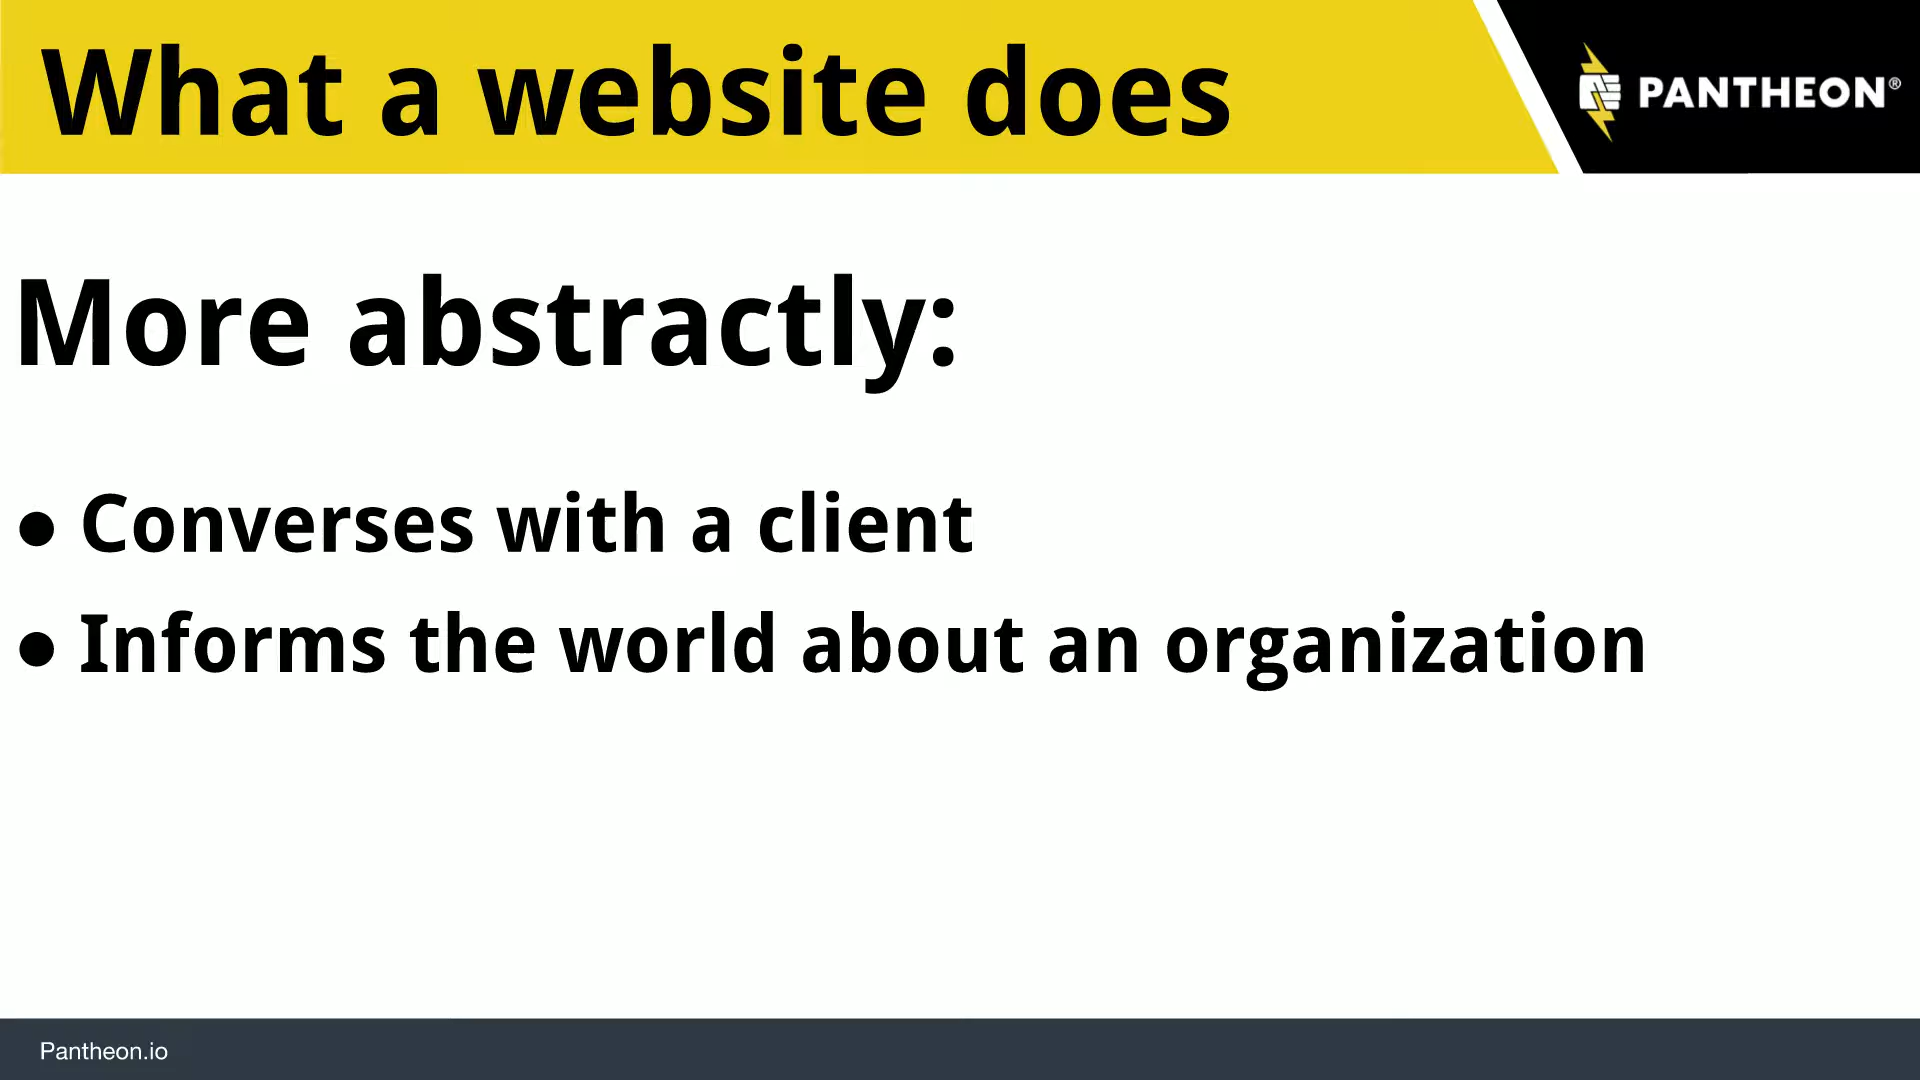 What a website does
PANTHEON®
More abstractly:
● Converses with a client
● Informs the world about an organization
Pantheon.io